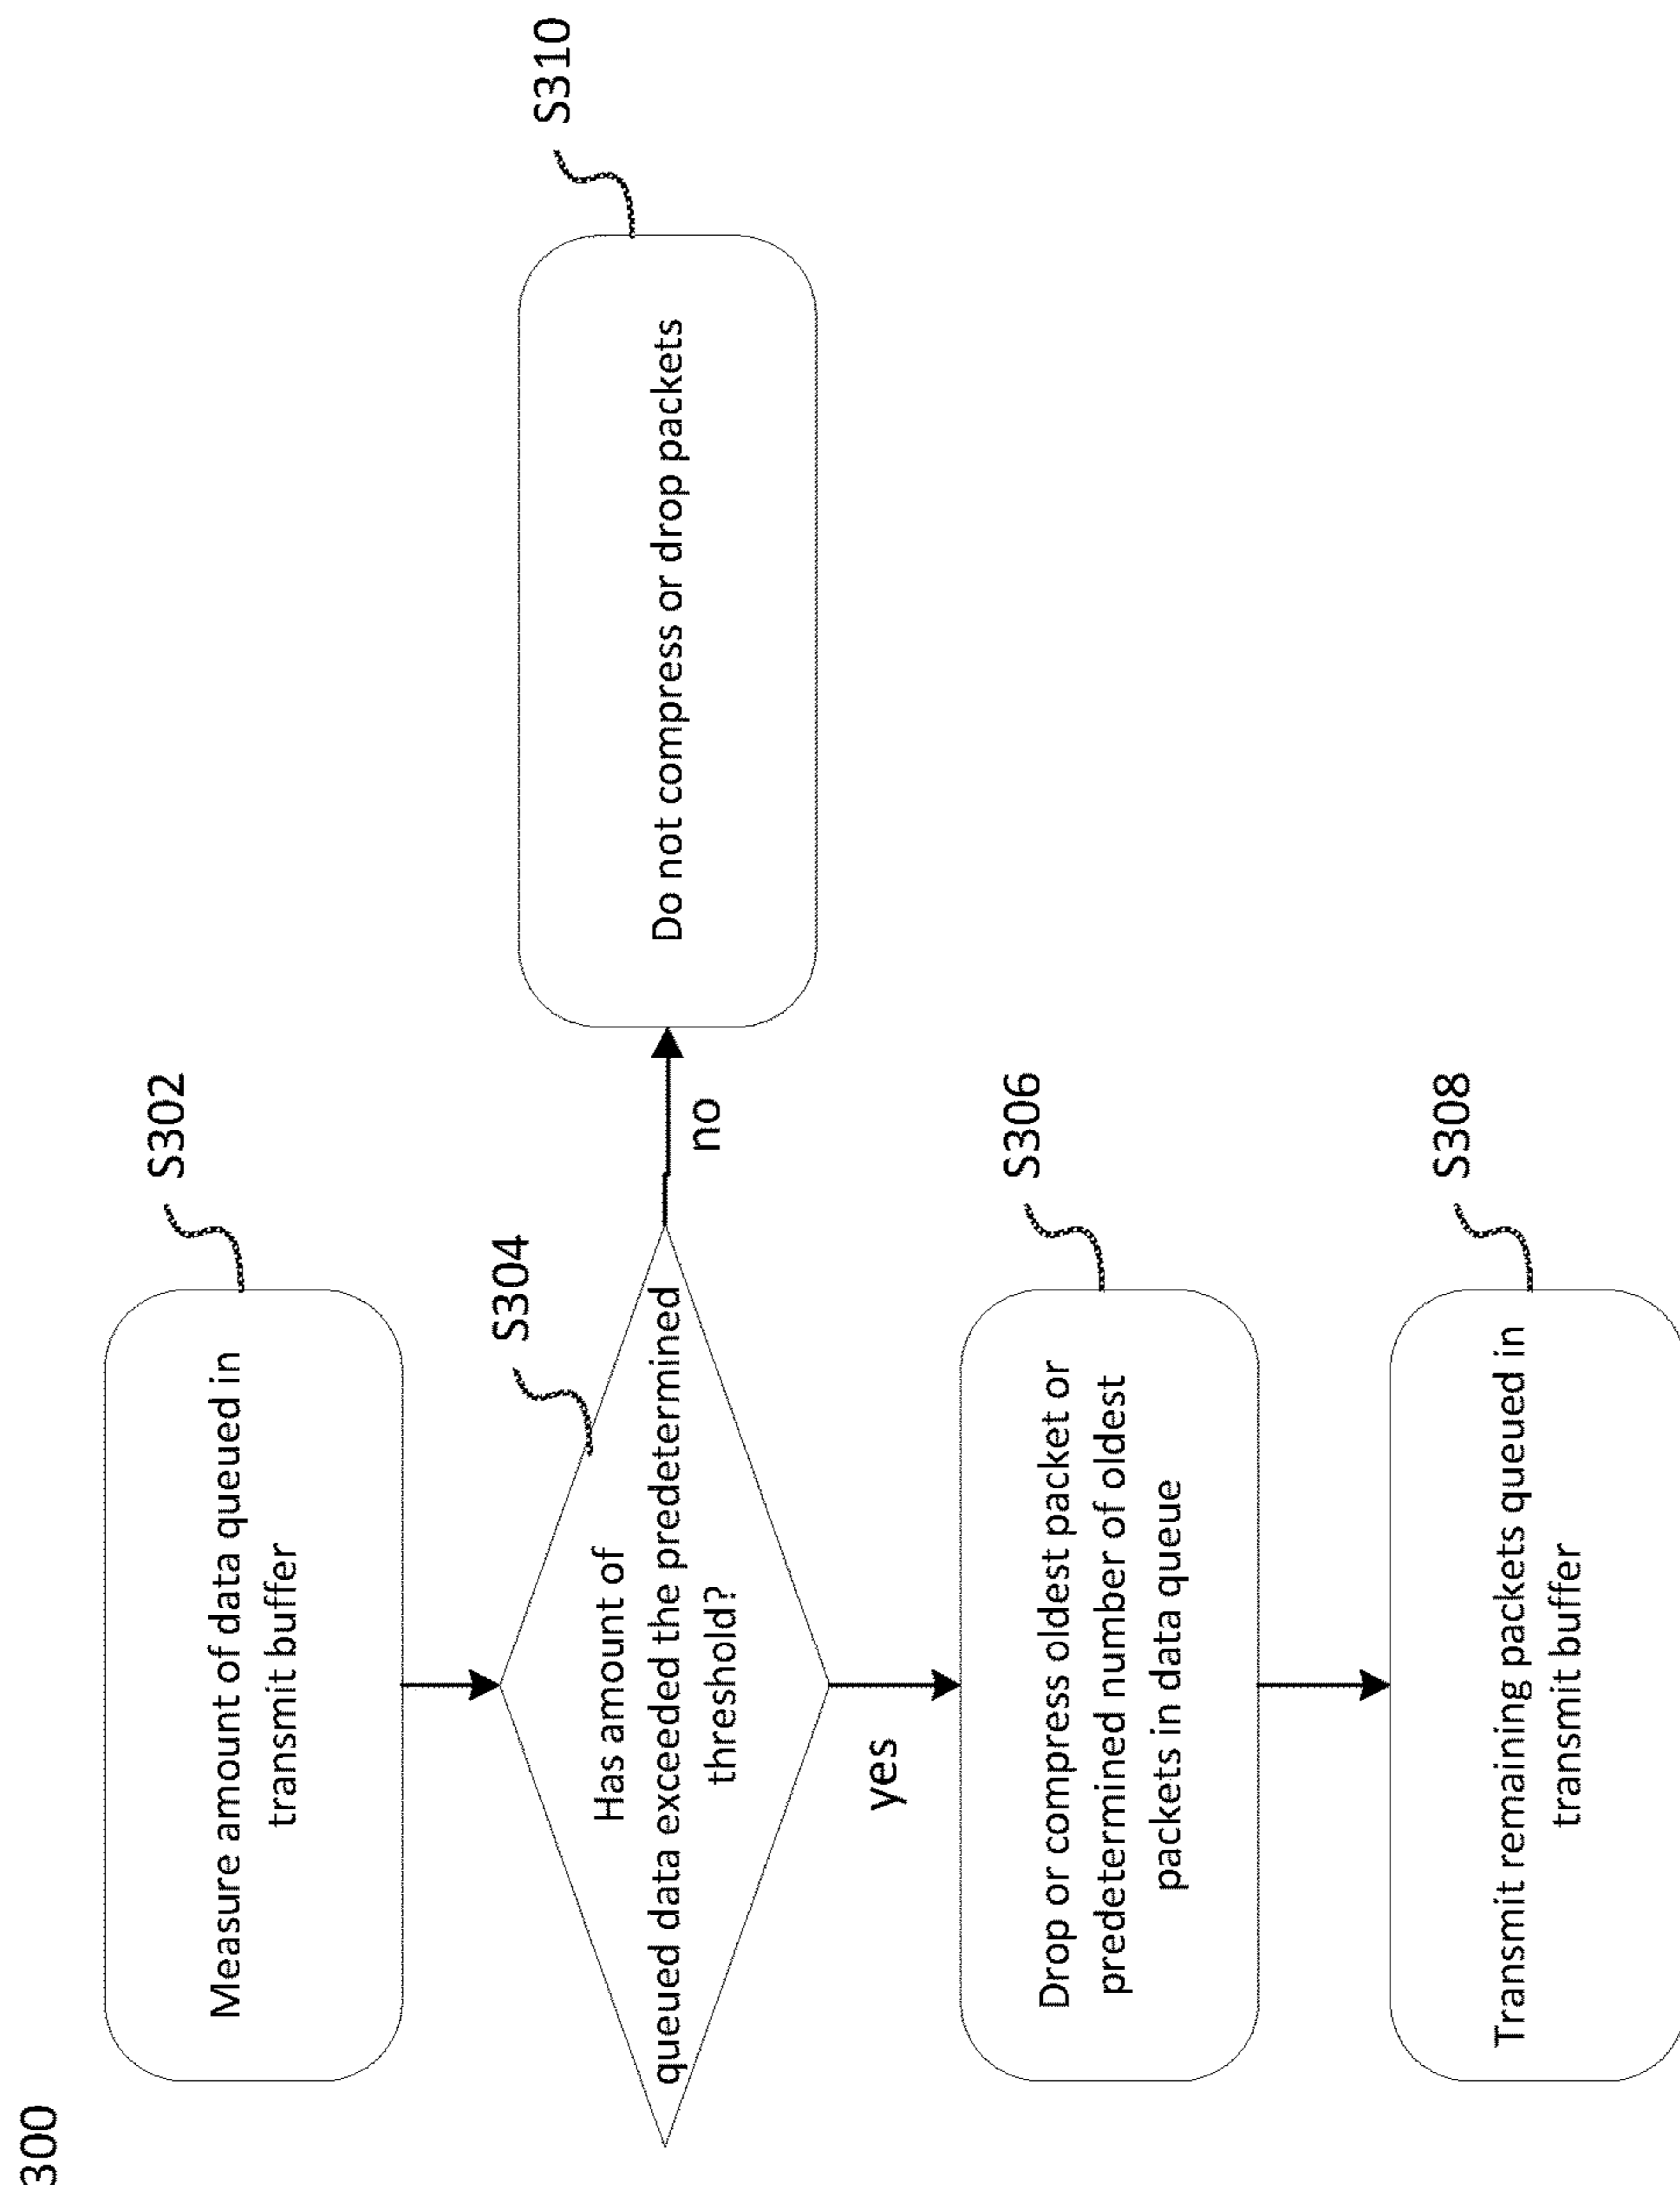 300
S302
Measure amount of data queued in
transmit buffer
S304
Has amount of
queued data exceeded the predetermined
threshold?
no
S310
Do not compress or drop packets
yes
S306
Drop or compress oldest packet or
predetermined number of oldest
packets in data queue
S308
Transmit remaining packets queued in
transmit buffer